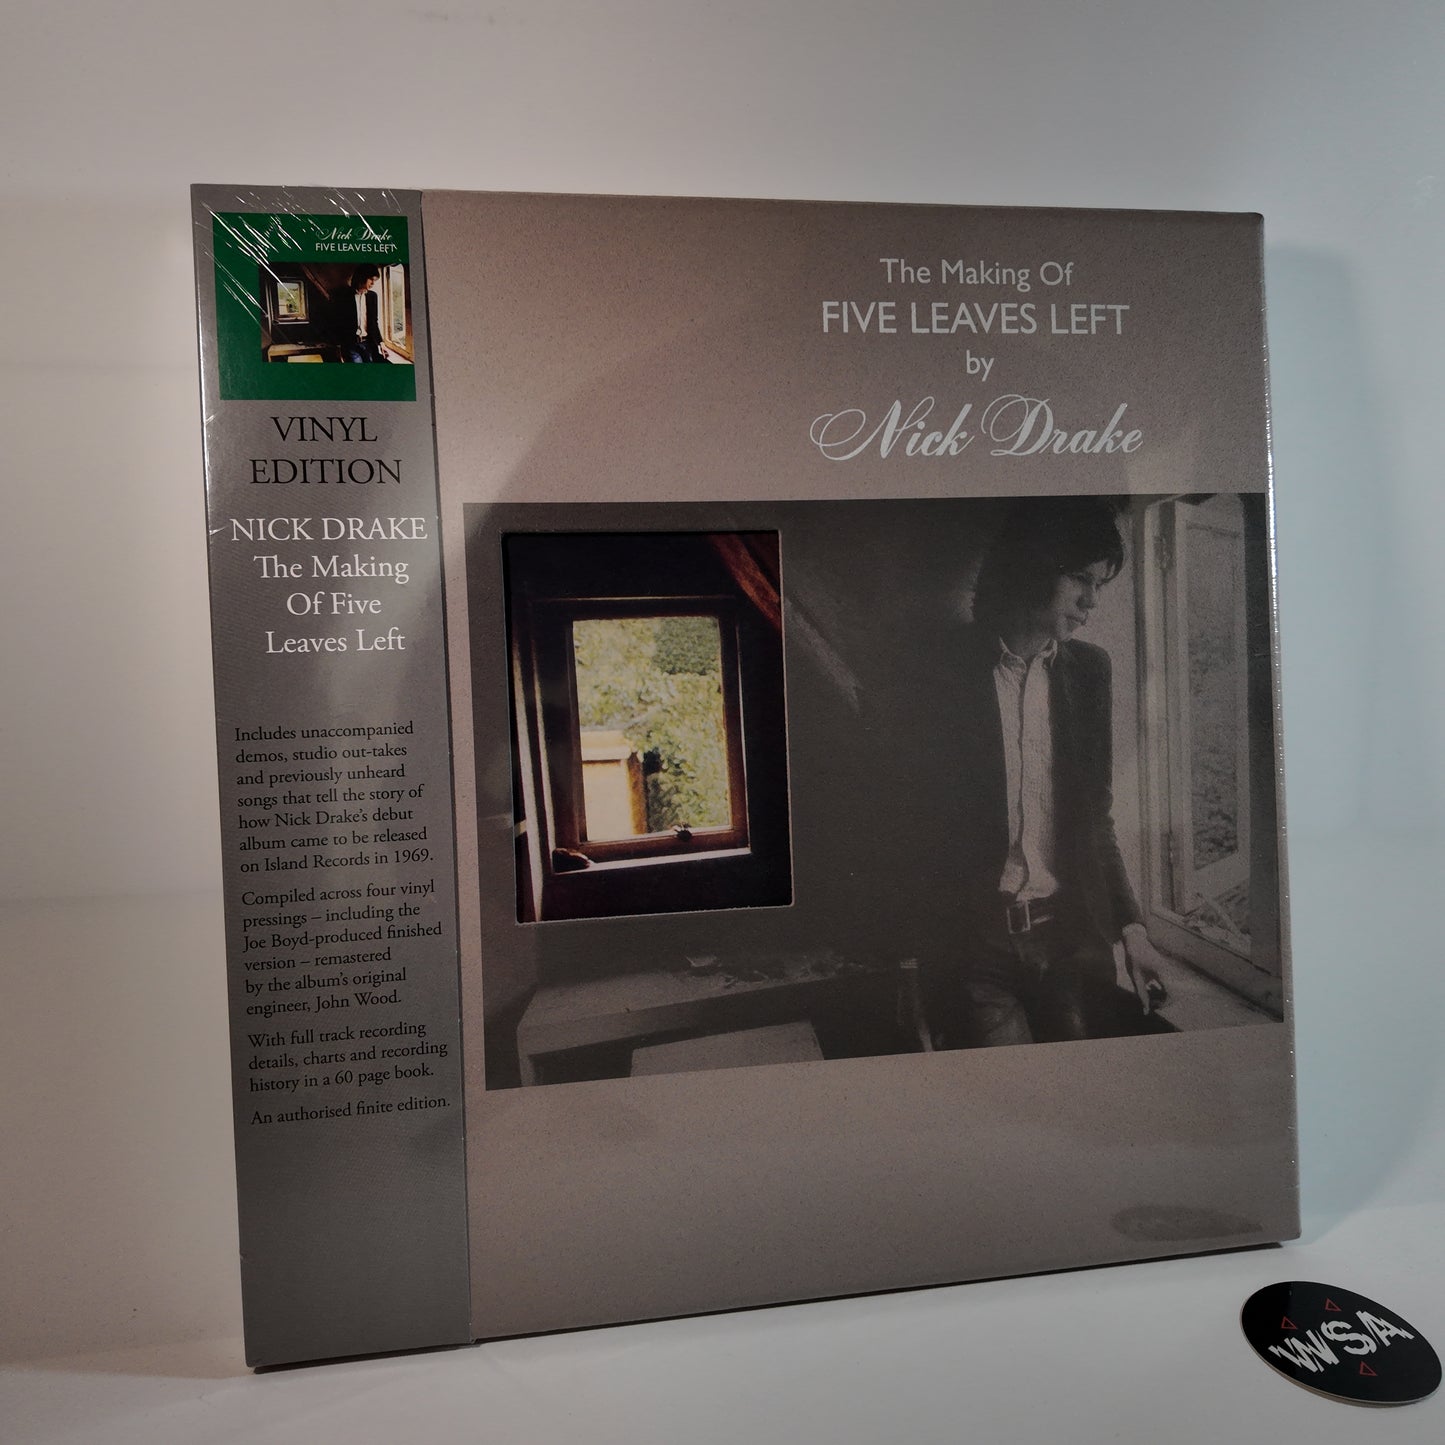 Nick Drake
FIVE LEAVES LEFT
VINYL
EDITION
NICK DRAKE
The Making
Of Five
Leaves Left
Includes unaccompanied
demos, studio out-takes
and previously unheard
songs that tell the story of
how Nick Drake's debut
album came to be released
on Island Records in 1969.
Compiled across four vinyl
pressings – including the
Joe Boyd-produced finished
version – remastered
by the album's original
engineer, John Wood.
With full track recording
details, charts and recording
history in a 60 page book.
An authorised finite edition.
The Making Of
FIVE LEAVES LEFT
by
Nick Drake